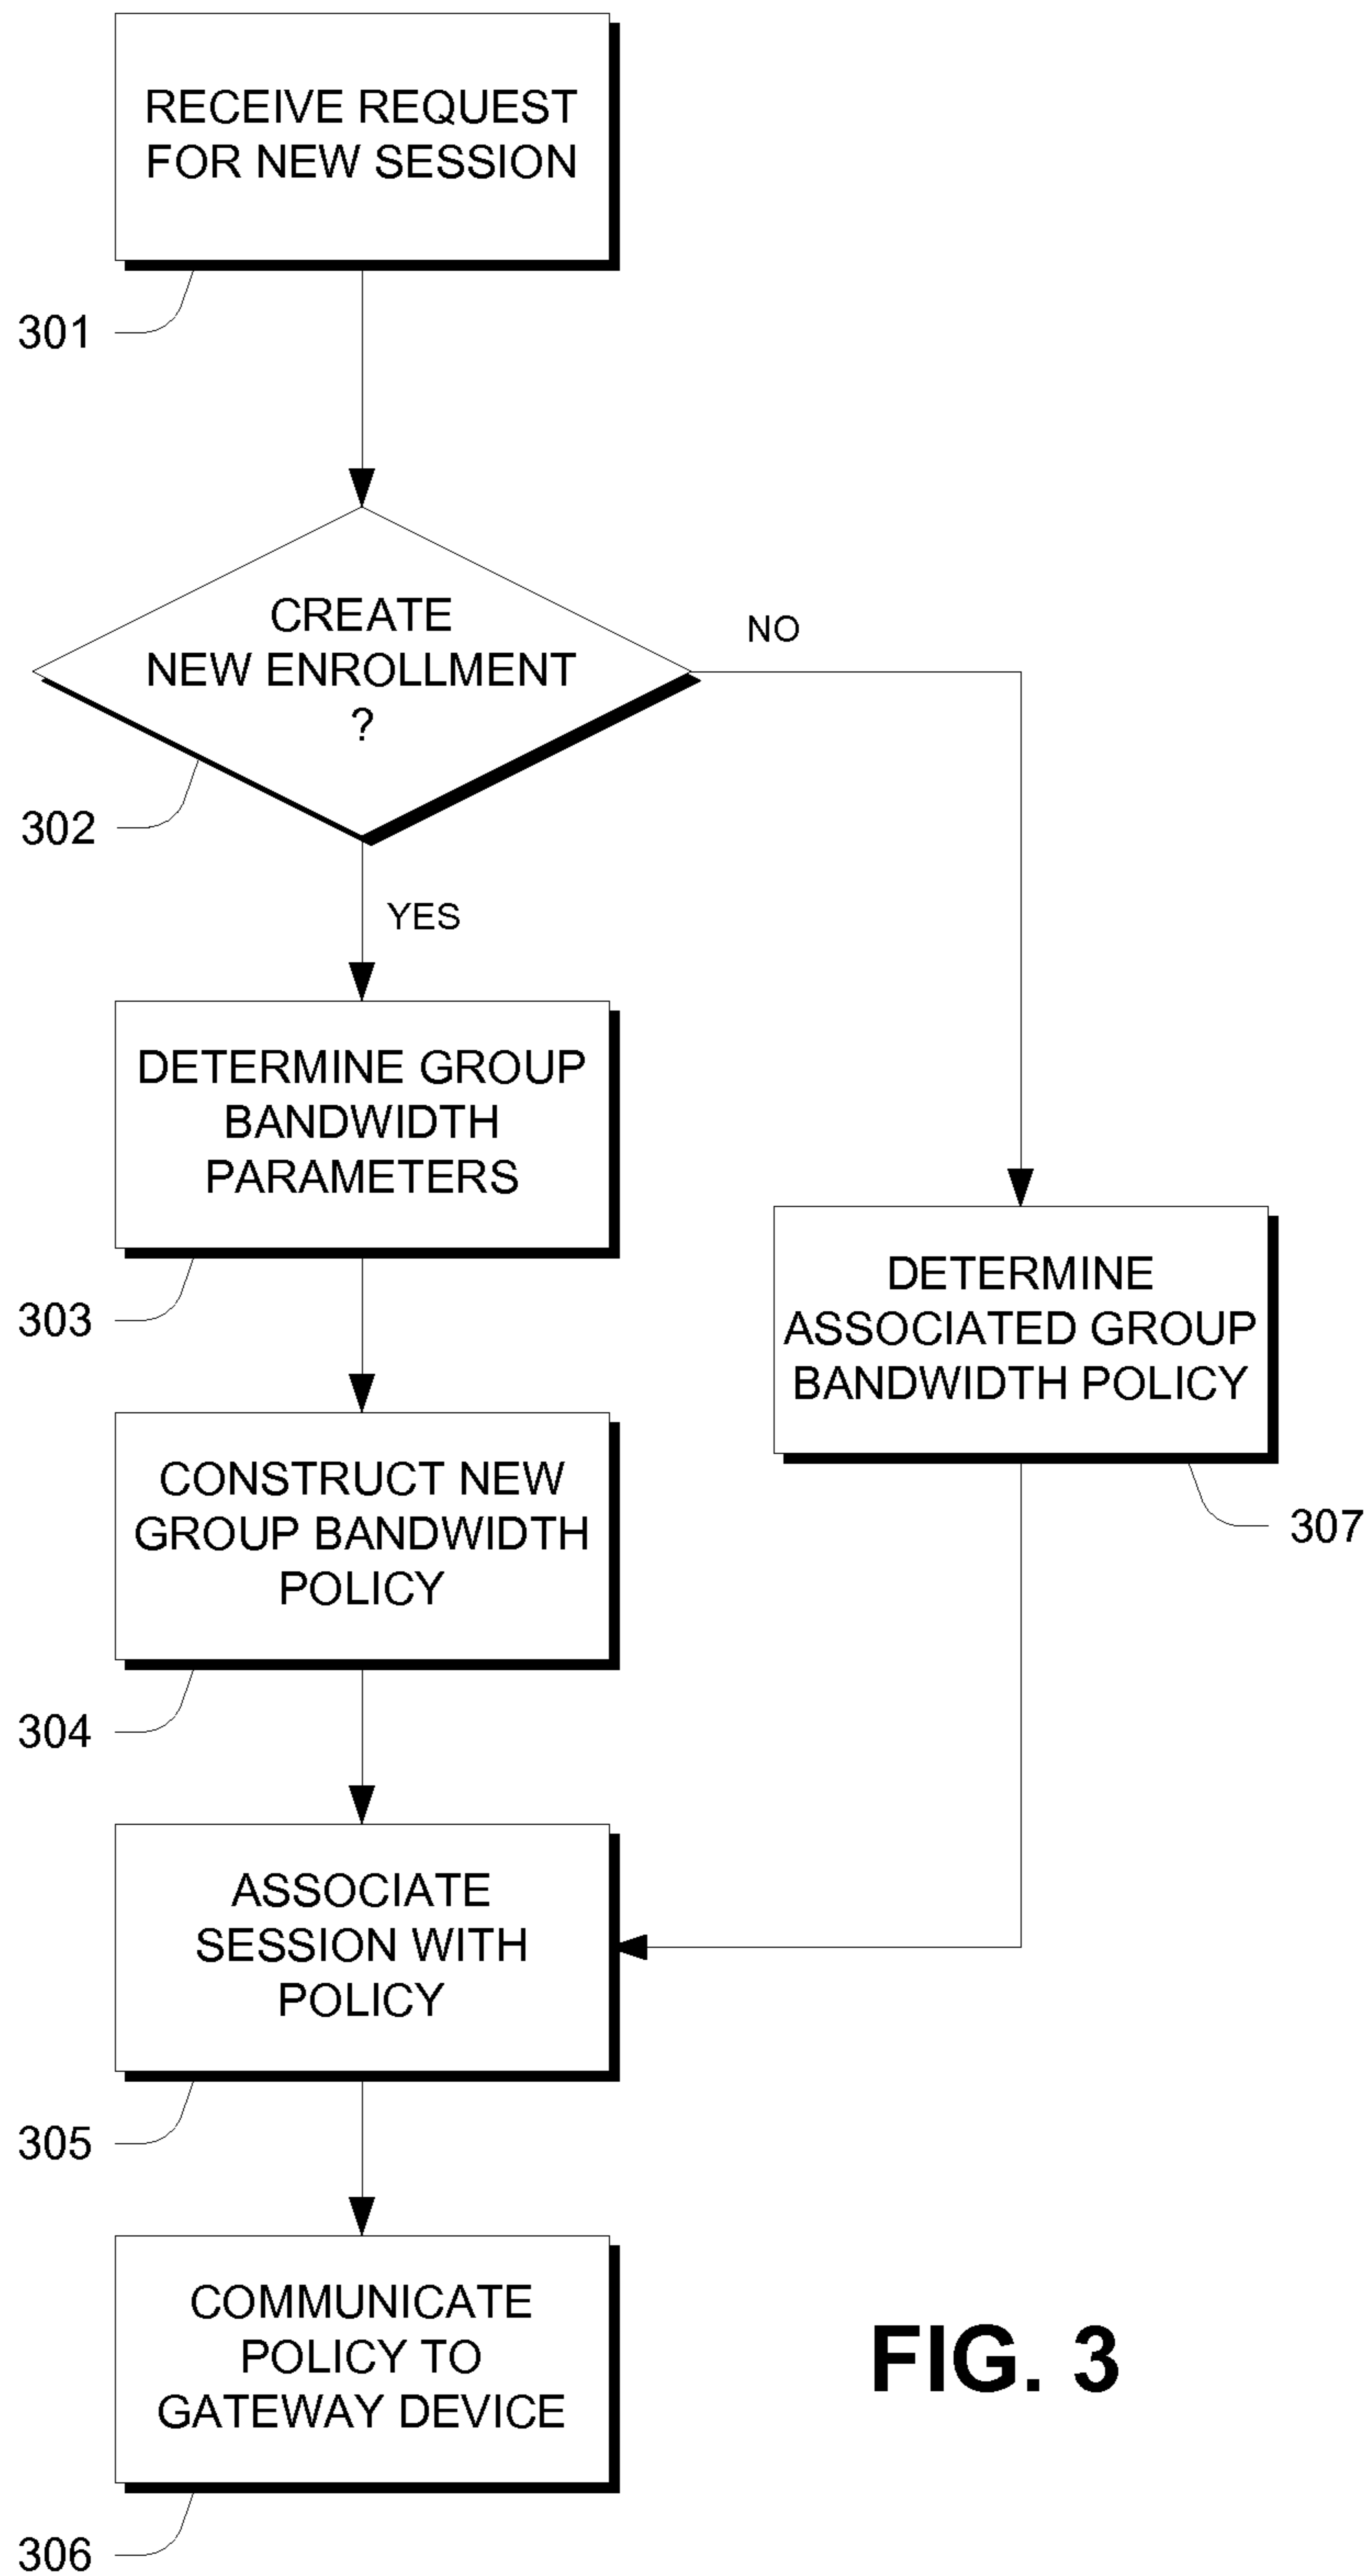 RECEIVE REQUEST
FOR NEW SESSION
301
CREATE
NEW ENROLLMENT
?
NO
302
YES
DETERMINE GROUP
BANDWIDTH
PARAMETERS
303
DETERMINE
ASSOCIATED GROUP
BANDWIDTH POLICY
307
CONSTRUCT NEW
GROUP BANDWIDTH
POLICY
304
ASSOCIATE
SESSION WITH
POLICY
305
COMMUNICATE
POLICY TO
GATEWAY DEVICE
306
FIG. 3